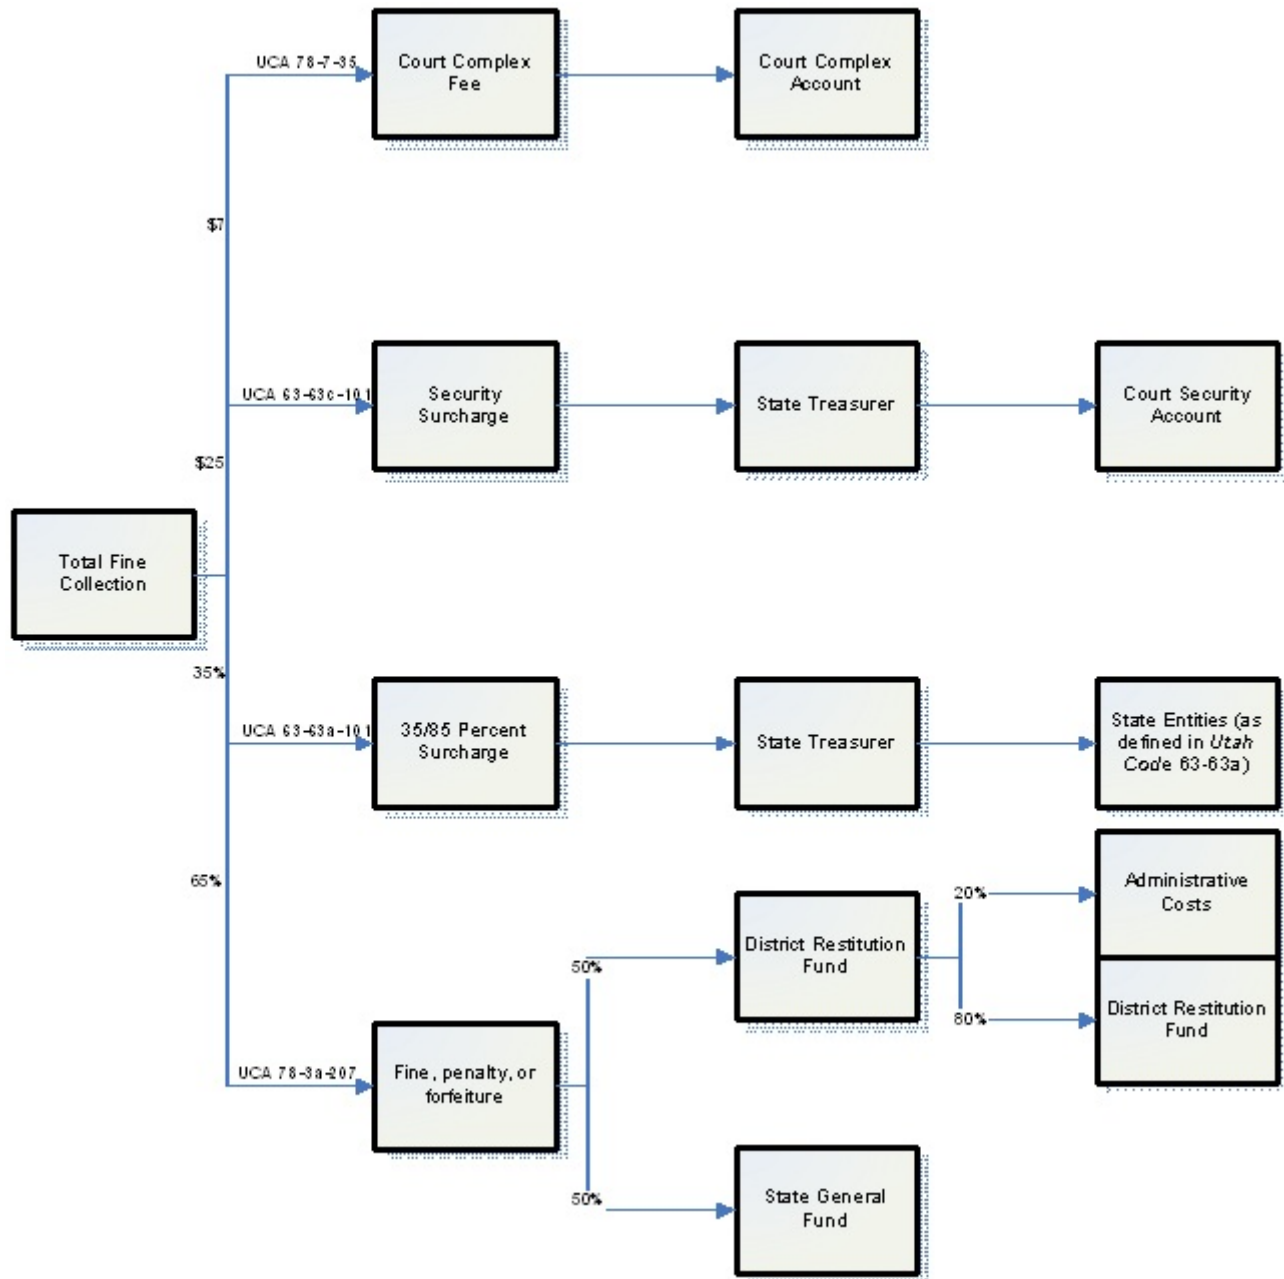 UCA 78-7-35
Court Complex
Fee
Court Complex
Account
$7
UCA 63-63c-101
Security
Surcharge
State Treasurer
Court Security
Account
$25
Total Fine
Collection
35%
UCA 63-63a-101
35/85 Percent
Surcharge
State Treasurer
State Entities (as
defined in Utah
Code 63-63a)
65%
20%
Administrative
Costs
50%
District Restitution
Fund
80%
District Restitution
Fund
UCA 78-3a-207
Fine, penalty, or
forfeiture
50%
State General
Fund